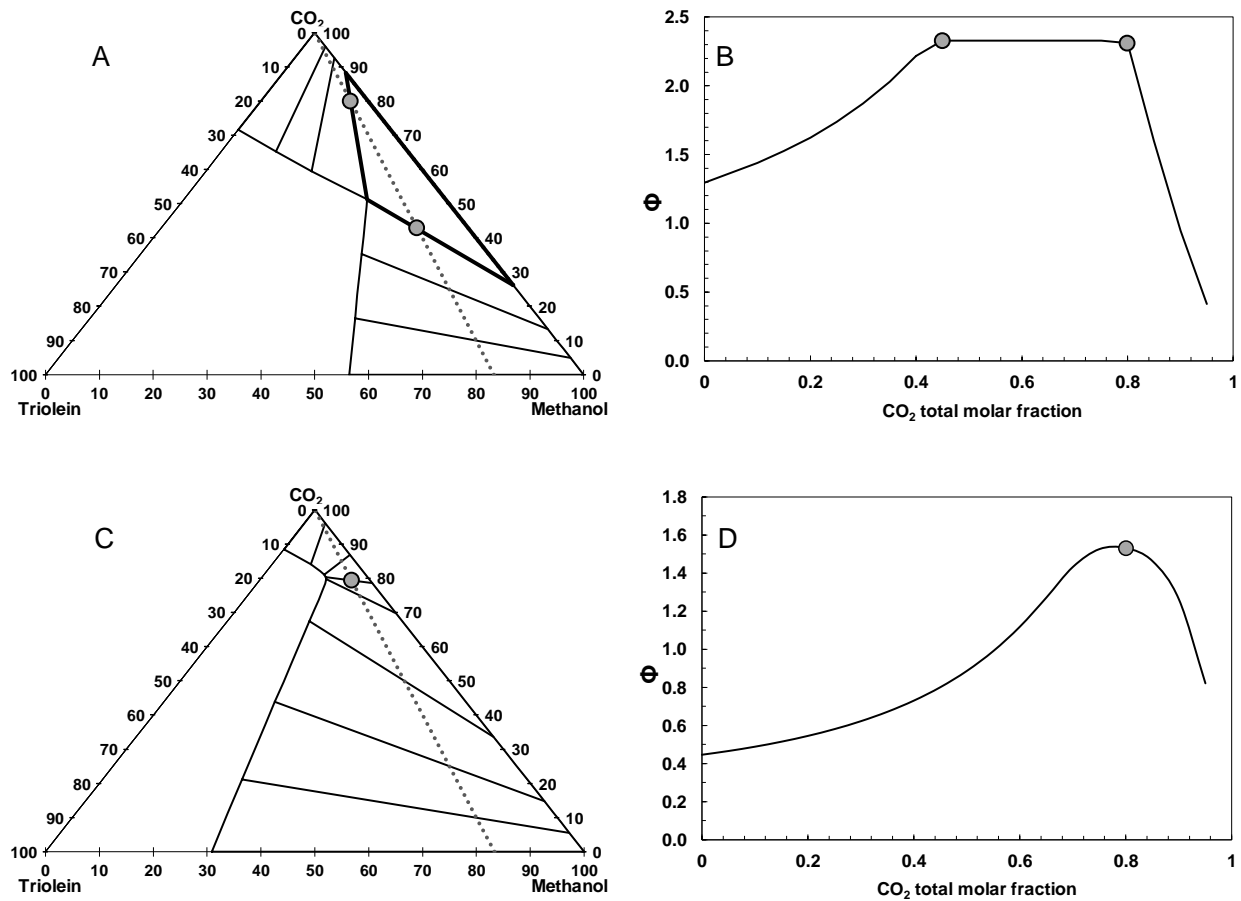 A
CO2
0 100
10 90
20 80
30 70
40 60
50 50
60 40
70 30
80 20
90 10
100 0
0 10 20 30 40 50 60 70 80 90 100
Triolein Methanol
B
2.5
2.0
1.5
1.0
0.5
0.0
Φ
0 0.2 0.4 0.6 0.8 1
CO2 total molar fraction
C
CO2
0 100
10 90
20 80
30 70
40 60
50 50
60 40
70 30
80 20
90 10
100 0
0 10 20 30 40 50 60 70 80 90 100
Triolein Methanol
D
1.8
1.6
1.4
1.2
1.0
0.8
0.6
0.4
0.2
0.0
Φ
0 0.2 0.4 0.6 0.8 1
CO2 total molar fraction